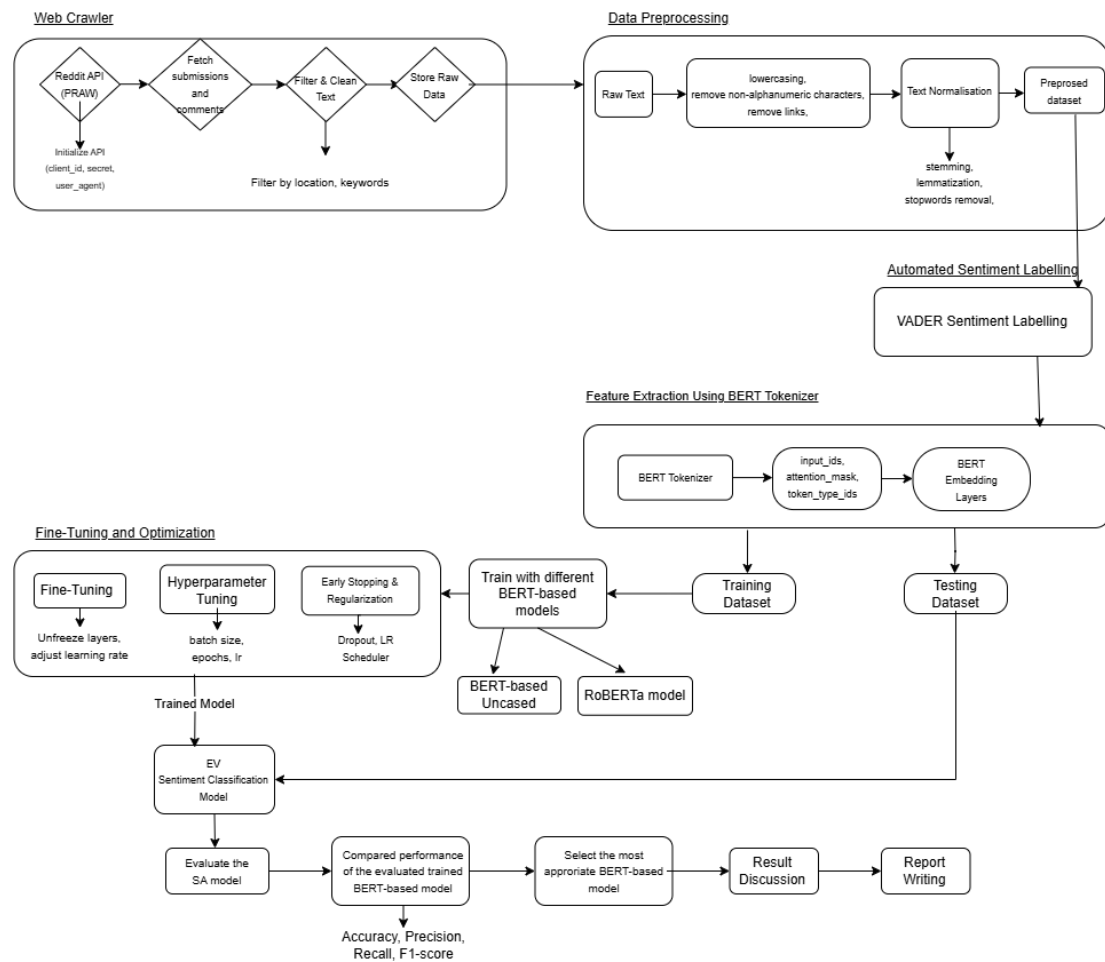 Web Crawler
Data Preprocessing
Reddit API
(PRAW)
Fetch
submissions
and
comments
Filter & Clean
Text
Store Raw
Data
Initialize API
(client_id, secret,
user_agent)
Filter by location, keywords
Raw Text
lowercasing,
remove non-alphanumeric characters,
remove links,
Text Normalisation
Preprosed
dataset
stemming,
lemmatization,
stopwords removal,
Automated Sentiment Labelling
VADER Sentiment Labelling
Feature Extraction Using BERT Tokenizer
BERT Tokenizer
input_ids,
attention_mask,
token_type_ids
BERT
Embedding
Layers
Fine-Tuning and Optimization
Fine-Tuning
Hyperparameter
Tuning
Early Stopping &
Regularization
Unfreeze layers,
adjust learning rate
batch size,
epochs, lr
Dropout, LR
Scheduler
Train with different
BERT-based
models
Training
Dataset
Testing
Dataset
BERT-based
Uncased
RoBERTa model
Trained Model
EV
Sentiment Classification
Model
Evaluate the
SA model
Compared performance
of the evaluated trained
BERT-based model
Select the most
approriate BERT-based
model
Result
Discussion
Report
Writing
Accuracy, Precision,
Recall, F1-score